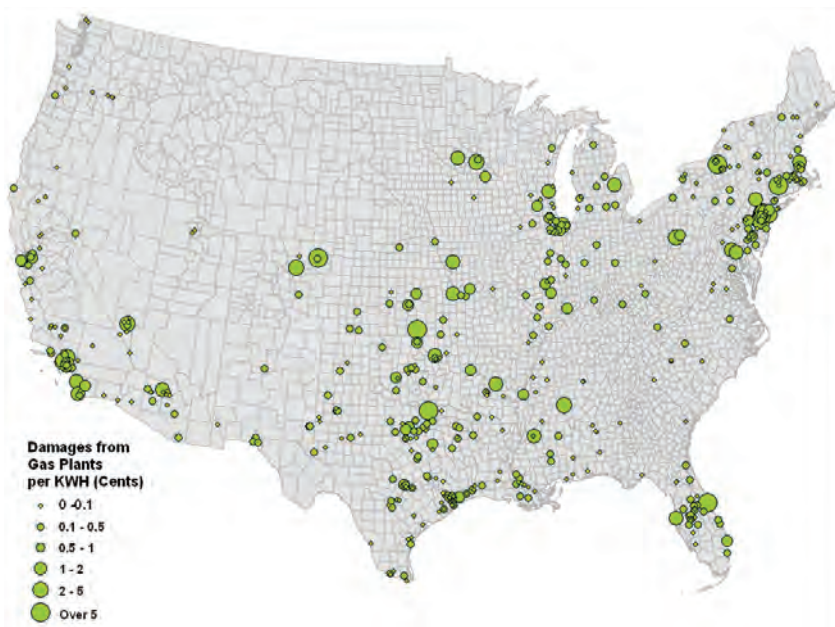 Damages from
Gas Plants
per KWH (Cents)
0 -0.1
0.1 - 0.5
0.5 - 1
1 - 2
2 - 5
Over 5